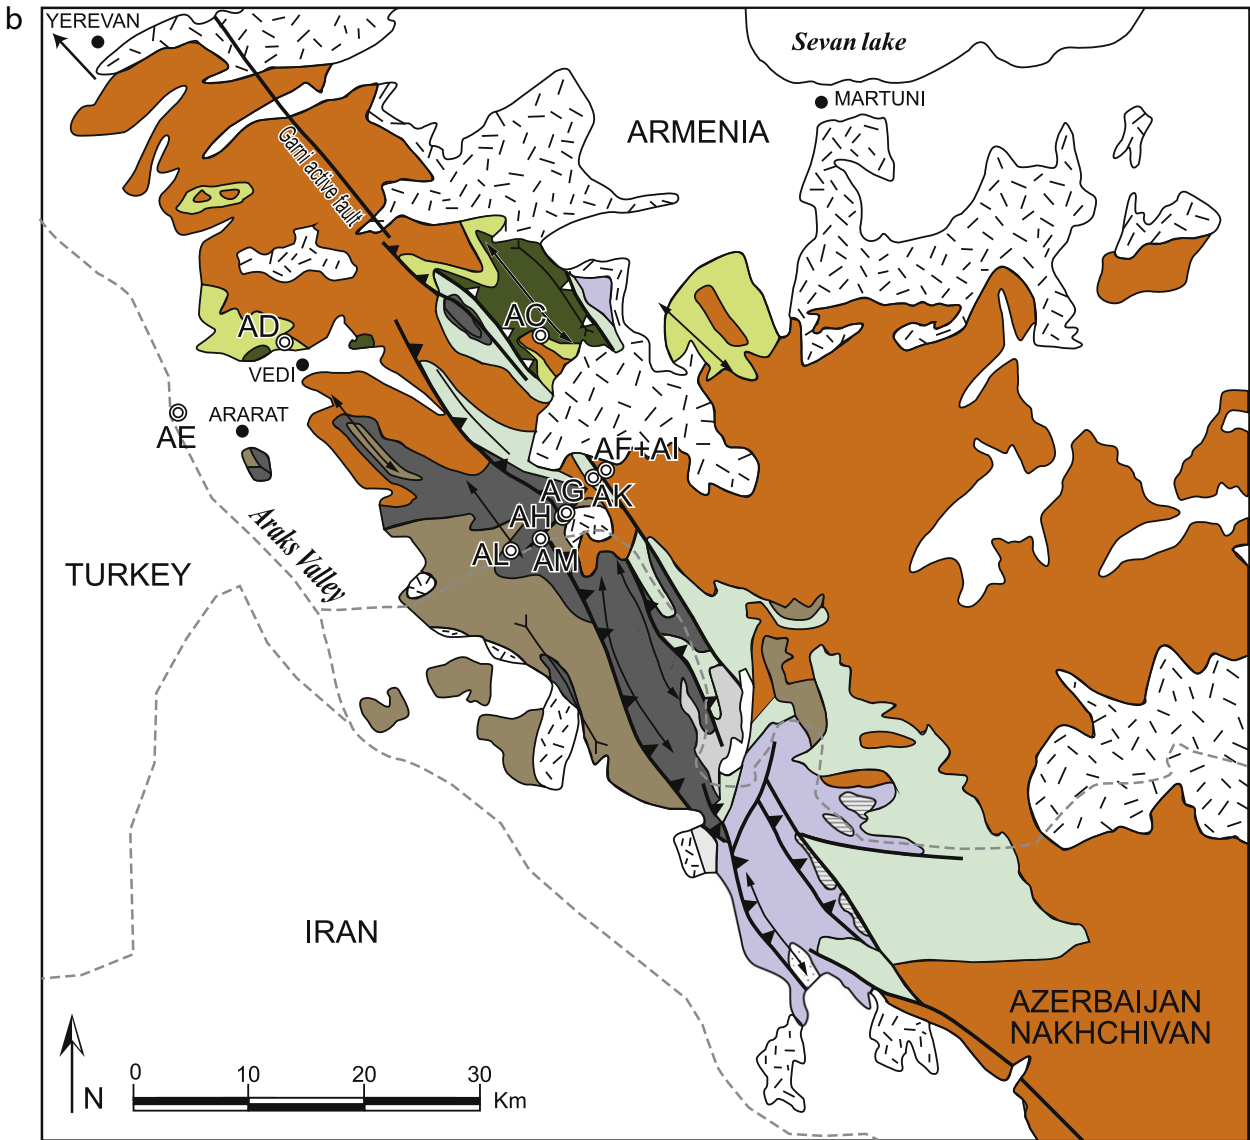 b
YEREVAN
Sevan lake
MARTUNI
ARMENIA
Garni active fault
AC
AD
VEDI
ARARAT
AE
AF+AI
AK
AG
AH
AL
AM
Araks Valley
TURKEY
IRAN
AZERBAIJAN
NAKHCHIVAN
N
0 10 20 30
Km